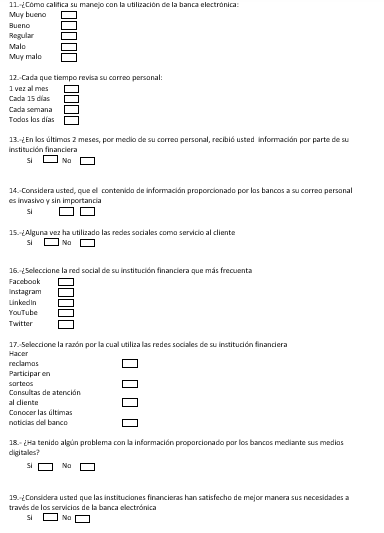 11.-¿Cómo califica su manejo con la utilización de la banca electrónica:
Muy bueno
Bueno
Regular
Malo
Muy malo
12.-Cada que tiempo revisa su correo personal:
1 vez al mes
Cada 15 días
Cada semana
Todos los días
13.-¿En los últimos 2 meses, por medio de su correo personal, recibió usted información por parte de su
institución financiera
Si No
14.-Considera usted, que el contenido de información proporcionado por los bancos a su correo personal
es invasivo y sin importancia
Si
15.-¿Alguna vez ha utilizado las redes sociales como servicio al cliente
Si No
16.-¿Seleccione la red social de su institución financiera que más frecuenta
Facebook
Instagram
LinkedIn
YouTube
Twitter
17.-Seleccione la razón por la cual utiliza las redes sociales de su institución financiera
Hacer
reclamos
Participar en
sorteos
Consultas de atención
al cliente
Conocer las últimas
noticias del banco
18.- ¿Ha tenido algún problema con la información proporcionado por los bancos mediante sus medios
digitales?
Si No
19.-¿Considera usted que las instituciones financieras han satisfecho de mejor manera sus necesidades a
través de los servicios de la banca electrónica
Si No